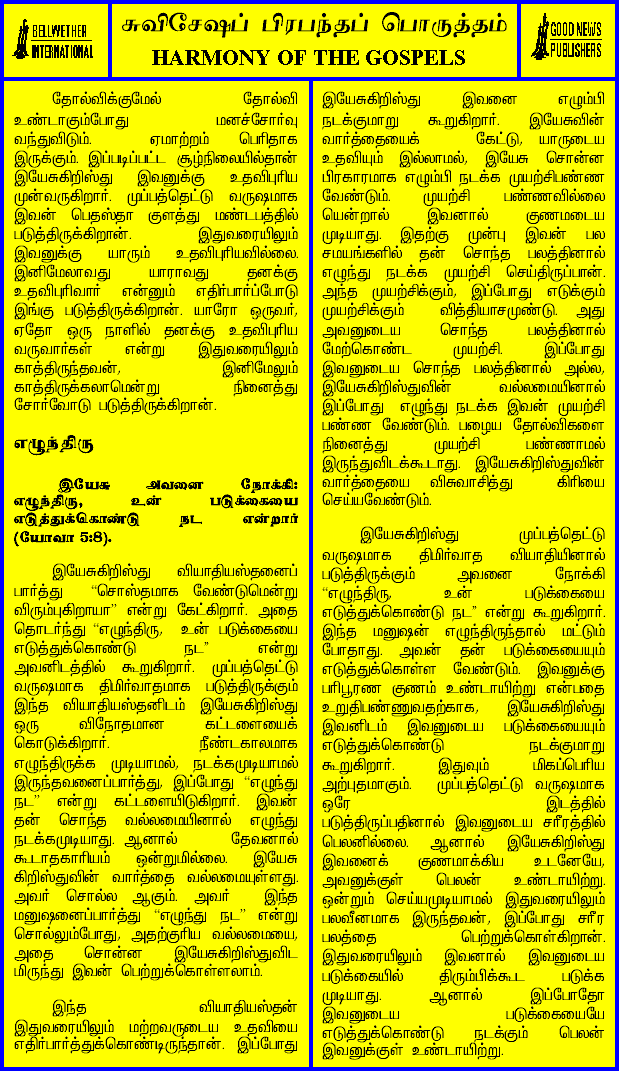 BELLWETHER
INTERNATIONAL
சுவிசேஷப் பிரபந்தப் பொருத்தம்
HARMONY OF THE GOSPELS
GOOD NEWS
PUBLISHERS
தோல்விக்குமேல் தோல்வி
உண்டாகும்போது மனச்சோர்வு
வந்துவிடும். ஏமாற்றம் பெரிதாக
இருக்கும். இப்படிப்பட்ட சூழ்நிலையில்தான்
இயேசுகிறிஸ்து இவனுக்கு உதவிபுரிய
முன்வருகிறார். முப்பத்தெட்டு வருஷமாக
இவன் பெதஸ்தா குளத்து மண்டபத்தில்
படுத்திருக்கிறான். இதுவரையிலும்
இவனுக்கு யாரும் உதவிபுரியவில்லை.
இனிமேலாவது யாராவது தனக்கு
உதவிபுரிவார் என்னும் எதிர்பார்ப்போடு
இங்கு படுத்திருக்கிறான். யாரோ ஒருவர்,
ஏதோ ஒரு நாளில் தனக்கு உதவிபுரிய
வருவார்கள் என்று இதுவரையிலும்
காத்திருந்தவன், இனிமேலும்
காத்திருக்கலாமென்று நினைத்து
சோர்வோடு படுத்திருக்கிறான்.
எழுந்திரு
இயேசு அவனை நோக்கி:
எழுந்திரு, உன் படுக்கையை
எடுத்துக்கொண்டு நட என்றார்
(யோவா 5:8).
இயேசுகிறிஸ்து வியாதியஸ்தனைப்
பார்த்து “சொஸ்தமாக வேண்டுமென்று
விரும்புகிறாயா” என்று கேட்கிறார். அதை
தொடர்ந்து “எழுந்திரு, உன் படுக்கையை
எடுத்துக்கொண்டு நட” என்று
அவனிடத்தில் கூறுகிறார். முப்பத்தெட்டு
வருஷமாக திமிர்வாதமாக படுத்திருக்கும்
இந்த வியாதியஸ்தனிடம் இயேசுகிறிஸ்து
ஒரு விநோதமான கட்டளையைக்
கொடுக்கிறார். நீண்டகாலமாக
எழுந்திருக்க முடியாமல், நடக்கமுடியாமல்
இருந்தவனைப்பார்த்து, இப்போது “எழுந்து
நட” என்று கட்டளையிடுகிறார். இவன்
தன் சொந்த வல்லமையினால் எழுந்து
நடக்கமுடியாது. ஆனால் தேவனால்
கூடாதகாரியம் ஒன்றுமில்லை. இயேசு
கிறிஸ்துவின் வார்த்தை வல்லமையுள்ளது.
அவர் சொல்ல ஆகும். அவர் இந்த
மனுஷனைப்பார்த்து “எழுந்து நட” என்று
சொல்லும்போது, அதற்குரிய வல்லமையை,
அதை சொன்ன இயேசுகிறிஸ்துவிட
மிருந்து இவன் பெற்றுக்கொள்ளலாம்.
இந்த வியாதியஸ்தன்
இதுவரையிலும் மற்றவருடைய உதவியை
எதிர்பார்த்துக்கொண்டிருந்தான். இப்போது
இயேசுகிறிஸ்து இவனை எழும்பி
நடக்குமாறு கூறுகிறார். இயேசுவின்
வார்த்தையைக் கேட்டு, யாருடைய
உதவியும் இல்லாமல், இயேசு சொன்ன
பிரகாரமாக எழும்பி நடக்க முயற்சிபண்ண
வேண்டும். முயற்சி பண்ணவில்லை
யென்றால் இவனால் குணமடைய
முடியாது. இதற்கு முன்பு இவன் பல
சமயங்களில் தன் சொந்த பலத்தினால்
எழுந்து நடக்க முயற்சி செய்திருப்பான்.
அந்த முயற்சிக்கும், இப்போது எடுக்கும்
முயற்சிக்கும் வித்தியாசமுண்டு. அது
அவனுடைய சொந்த பலத்தினால்
மேற்கொண்ட முயற்சி. இப்போது
இவனுடைய சொந்த பலத்தினால் அல்ல,
இயேசுகிறிஸ்துவின் வல்லமையினால்
இப்போது எழுந்து நடக்க இவன் முயற்சி
பண்ண வேண்டும். பழைய தோல்விகளை
நினைத்து முயற்சி பண்ணாமல்
இருந்துவிடக்கூடாது. இயேசுகிறிஸ்துவின்
வார்த்தையை விசுவாசித்து கிரியை
செய்யவேண்டும்.
இயேசுகிறிஸ்து முப்பத்தெட்டு
வருஷமாக திமிர்வாத வியாதியினால்
படுத்திருக்கும் அவனை நோக்கி
“எழுந்திரு, உன் படுக்கையை
எடுத்துக்கொண்டு நட” என்று கூறுகிறார்.
இந்த மனுஷன் எழுந்திருந்தால் மட்டும்
போதாது. அவன் தன் படுக்கையையும்
எடுத்துக்கொள்ள வேண்டும். இவனுக்கு
பரிபூரண குணம் உண்டாயிற்று என்பதை
உறுதிபண்ணுவதற்காக, இயேசுகிறிஸ்து
இவனிடம் இவனுடைய படுக்கையையும்
எடுத்துக்கொண்டு நடக்குமாறு
கூறுகிறார். இதுவும் மிகப்பெரிய
அற்புதமாகும். முப்பத்தெட்டு வருஷமாக
ஒரே இடத்தில்
படுத்திருப்பதினால் இவனுடைய சரீரத்தில்
பெலனில்லை. ஆனால் இயேசுகிறிஸ்து
இவனைக் குணமாக்கிய உடனேயே,
அவனுக்குள் பெலன் உண்டாயிற்று.
ஒன்றும் செய்யமுடியாமல் இதுவரையிலும்
பலவீனமாக இருந்தவன், இப்போது சரீர
பலத்தை பெற்றுக்கொள்கிறான்.
இதுவரையிலும் இவனால் இவனுடைய
படுக்கையில் திரும்பிக்கூட படுக்க
முடியாது. ஆனால் இப்போதோ
இவனுடைய படுக்கையையே
எடுத்துக்கொண்டு நடக்கும் பெலன்
இவனுக்குள் உண்டாயிற்று.